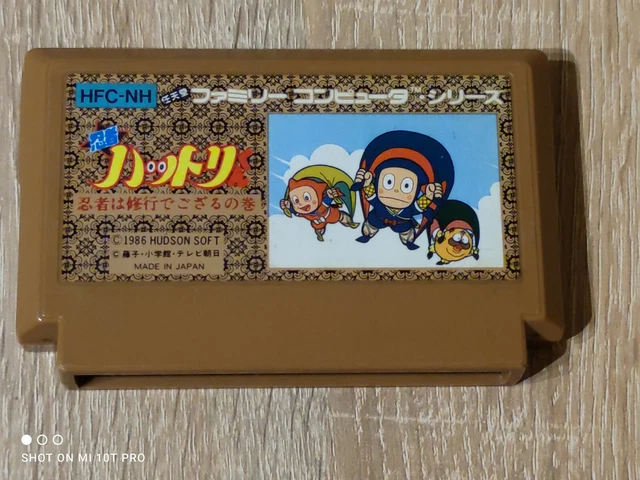 HFC-NH 任天堂 ファミリーコンピュータ™シリーズ
忍者
ハットリくん
忍者は修行でござるの巻
©1986 HUDSON SOFT
©藤子・小学館・テレビ朝日
MADE IN JAPAN
SHOT ON MI 10T PRO